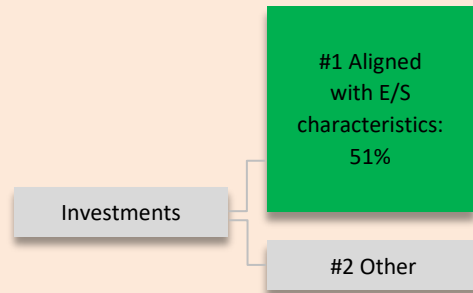 #1 Aligned
with E/S
characteristics:
51%
Investments
#2 Other